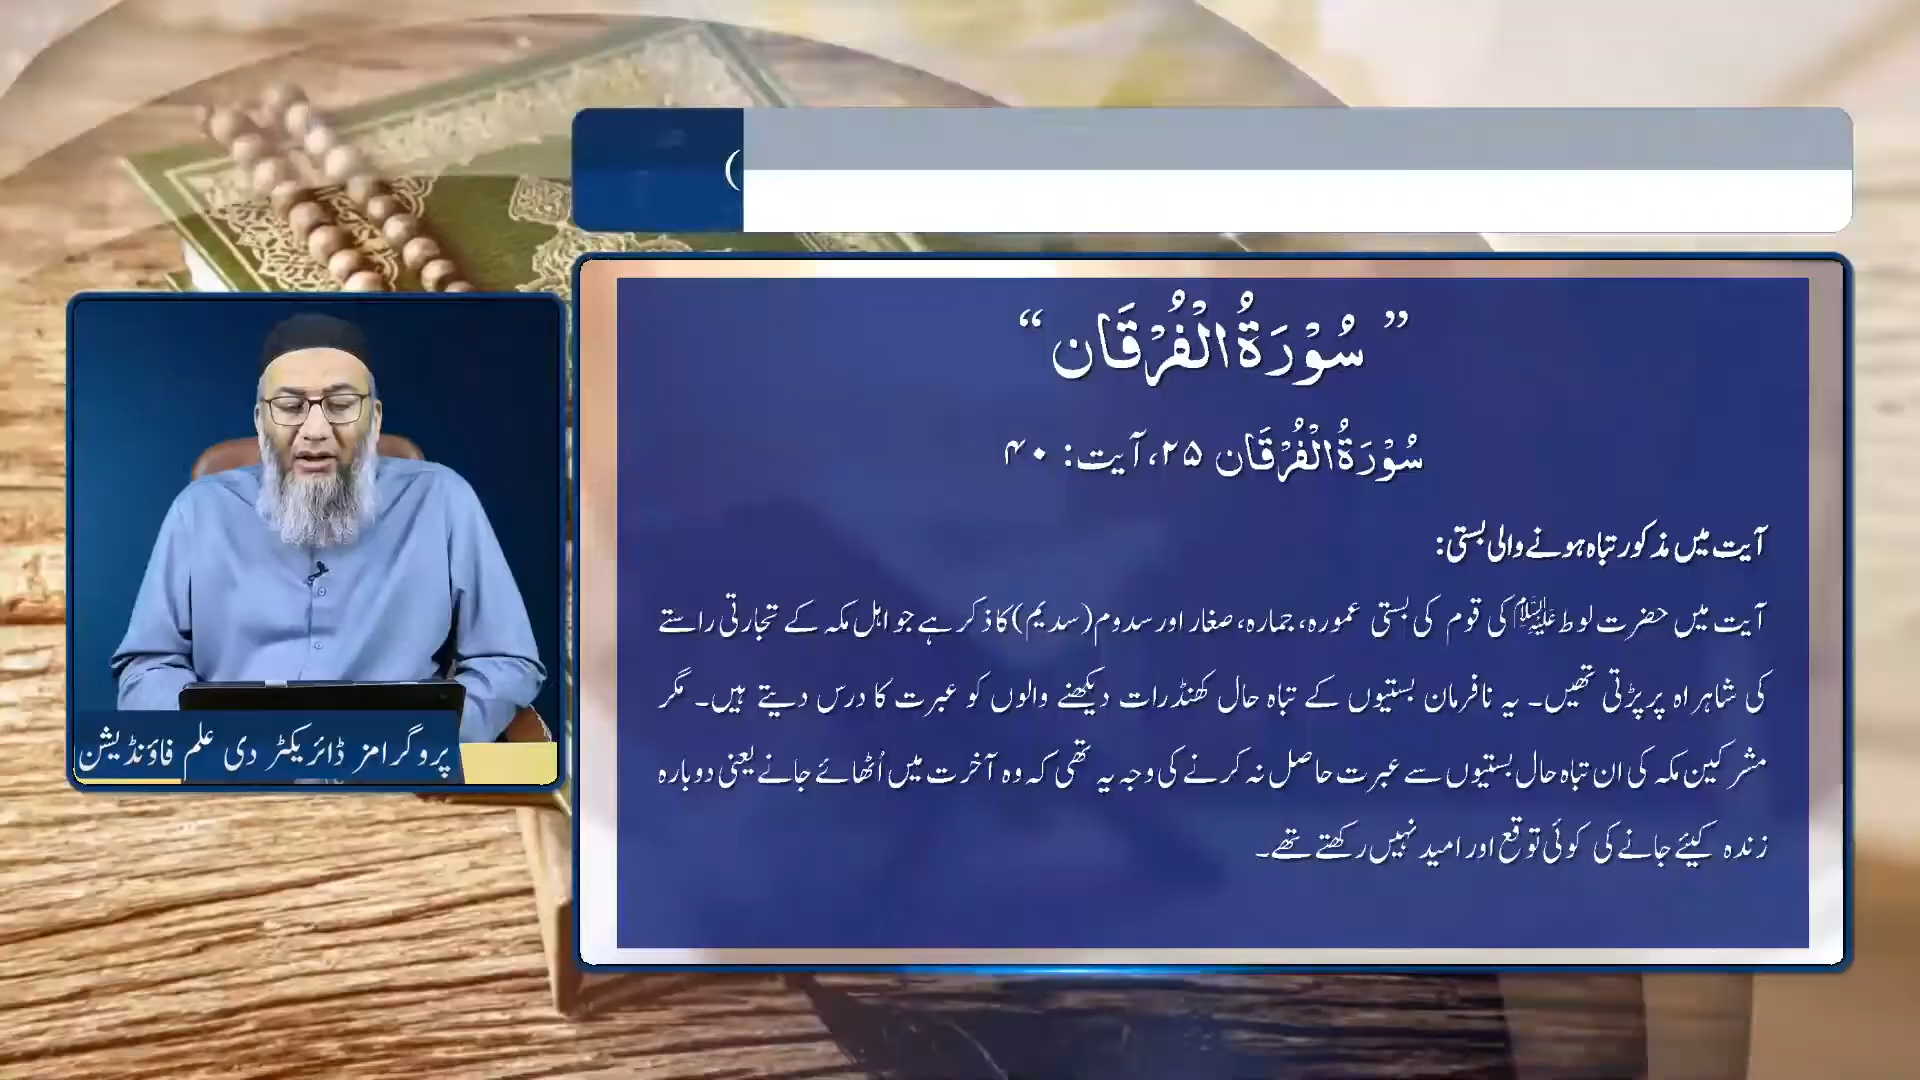 (
” سُوْرَۃُ الْفُرْقَان “
سُوْرَۃُ الْفُرْقَان ۲۵، آیت: ۴۰
آیت میں مذکور تباہ ہونے والی بستی:
آیت میں حضرت لوط علیہ السلام کی قوم کی بستی عمورہ، جمارہ، صغار اور سدوم (سدیم) کا ذکر ہے جو اہل مکہ کے تجارتی راستے
کی شاہراہ پر پڑتی تھیں۔ یہ نافرمان بستیوں کے تباہ حال کھنڈرات دیکھنے والوں کو عبرت کا درس دیتے ہیں۔ مگر
مشرکین مکہ کی ان تباہ حال بستیوں سے عبرت حاصل نہ کرنے کی وجہ یہ تھی کہ وہ آخرت میں اُٹھائے جانے یعنی دوبارہ
زندہ کیئے جانے کی کوئی توقع اور امید نہیں رکھتے تھے۔
پروگرامز ڈائریکٹر دی علم فاؤنڈیشن